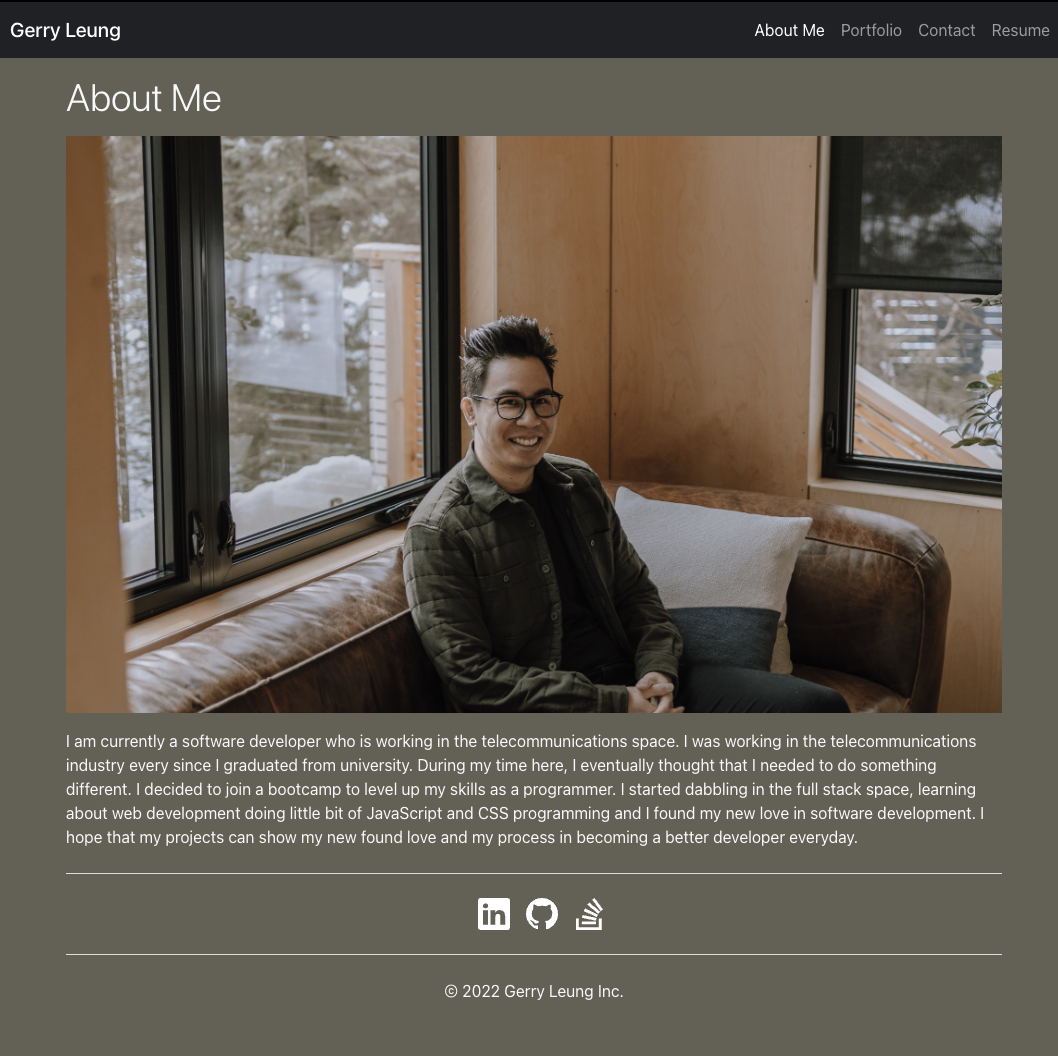 Gerry Leung
About Me Portfolio Contact Resume
About Me
I am currently a software developer who is working in the telecommunications space. I was working in the telecommunications
industry every since I graduated from university. During my time here, I eventually thought that I needed to do something
different. I decided to join a bootcamp to level up my skills as a programmer. I started dabbling in the full stack space, learning
about web development doing little bit of JavaScript and CSS programming and I found my new love in software development. I
hope that my projects can show my new found love and my process in becoming a better developer everyday.
in
© 2022 Gerry Leung Inc.